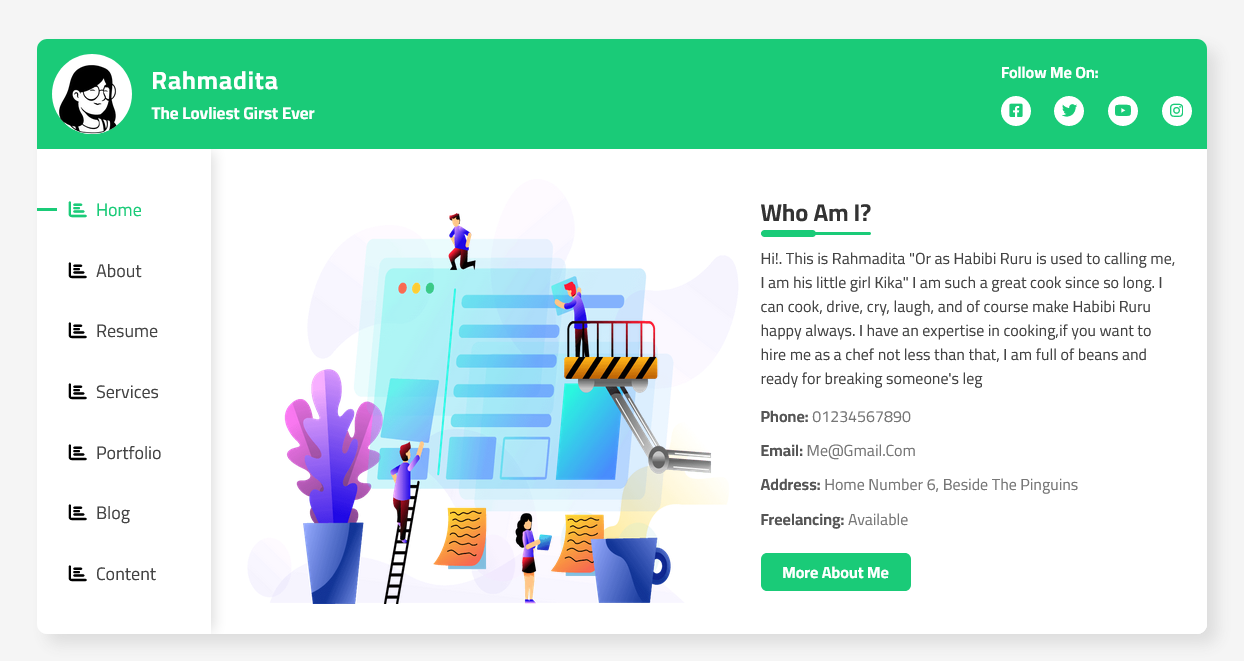 Rahmadita
The Lovliest Girst Ever
Follow Me On:
Home
About
Resume
Services
Portfolio
Blog
Content
Who Am I?
Hi!. This is Rahmadita "Or as Habibi Ruru is used to calling me,
I am his little girl Kika" I am such a great cook since so long. I
can cook, drive, cry, laugh, and of course make Habibi Ruru
happy always. I have an expertise in cooking,if you want to
hire me as a chef not less than that, I am full of beans and
ready for breaking someone's leg
Phone: 01234567890
Email: Me@Gmail.Com
Address: Home Number 6, Beside The Pinguins
Freelancing: Available
More About Me